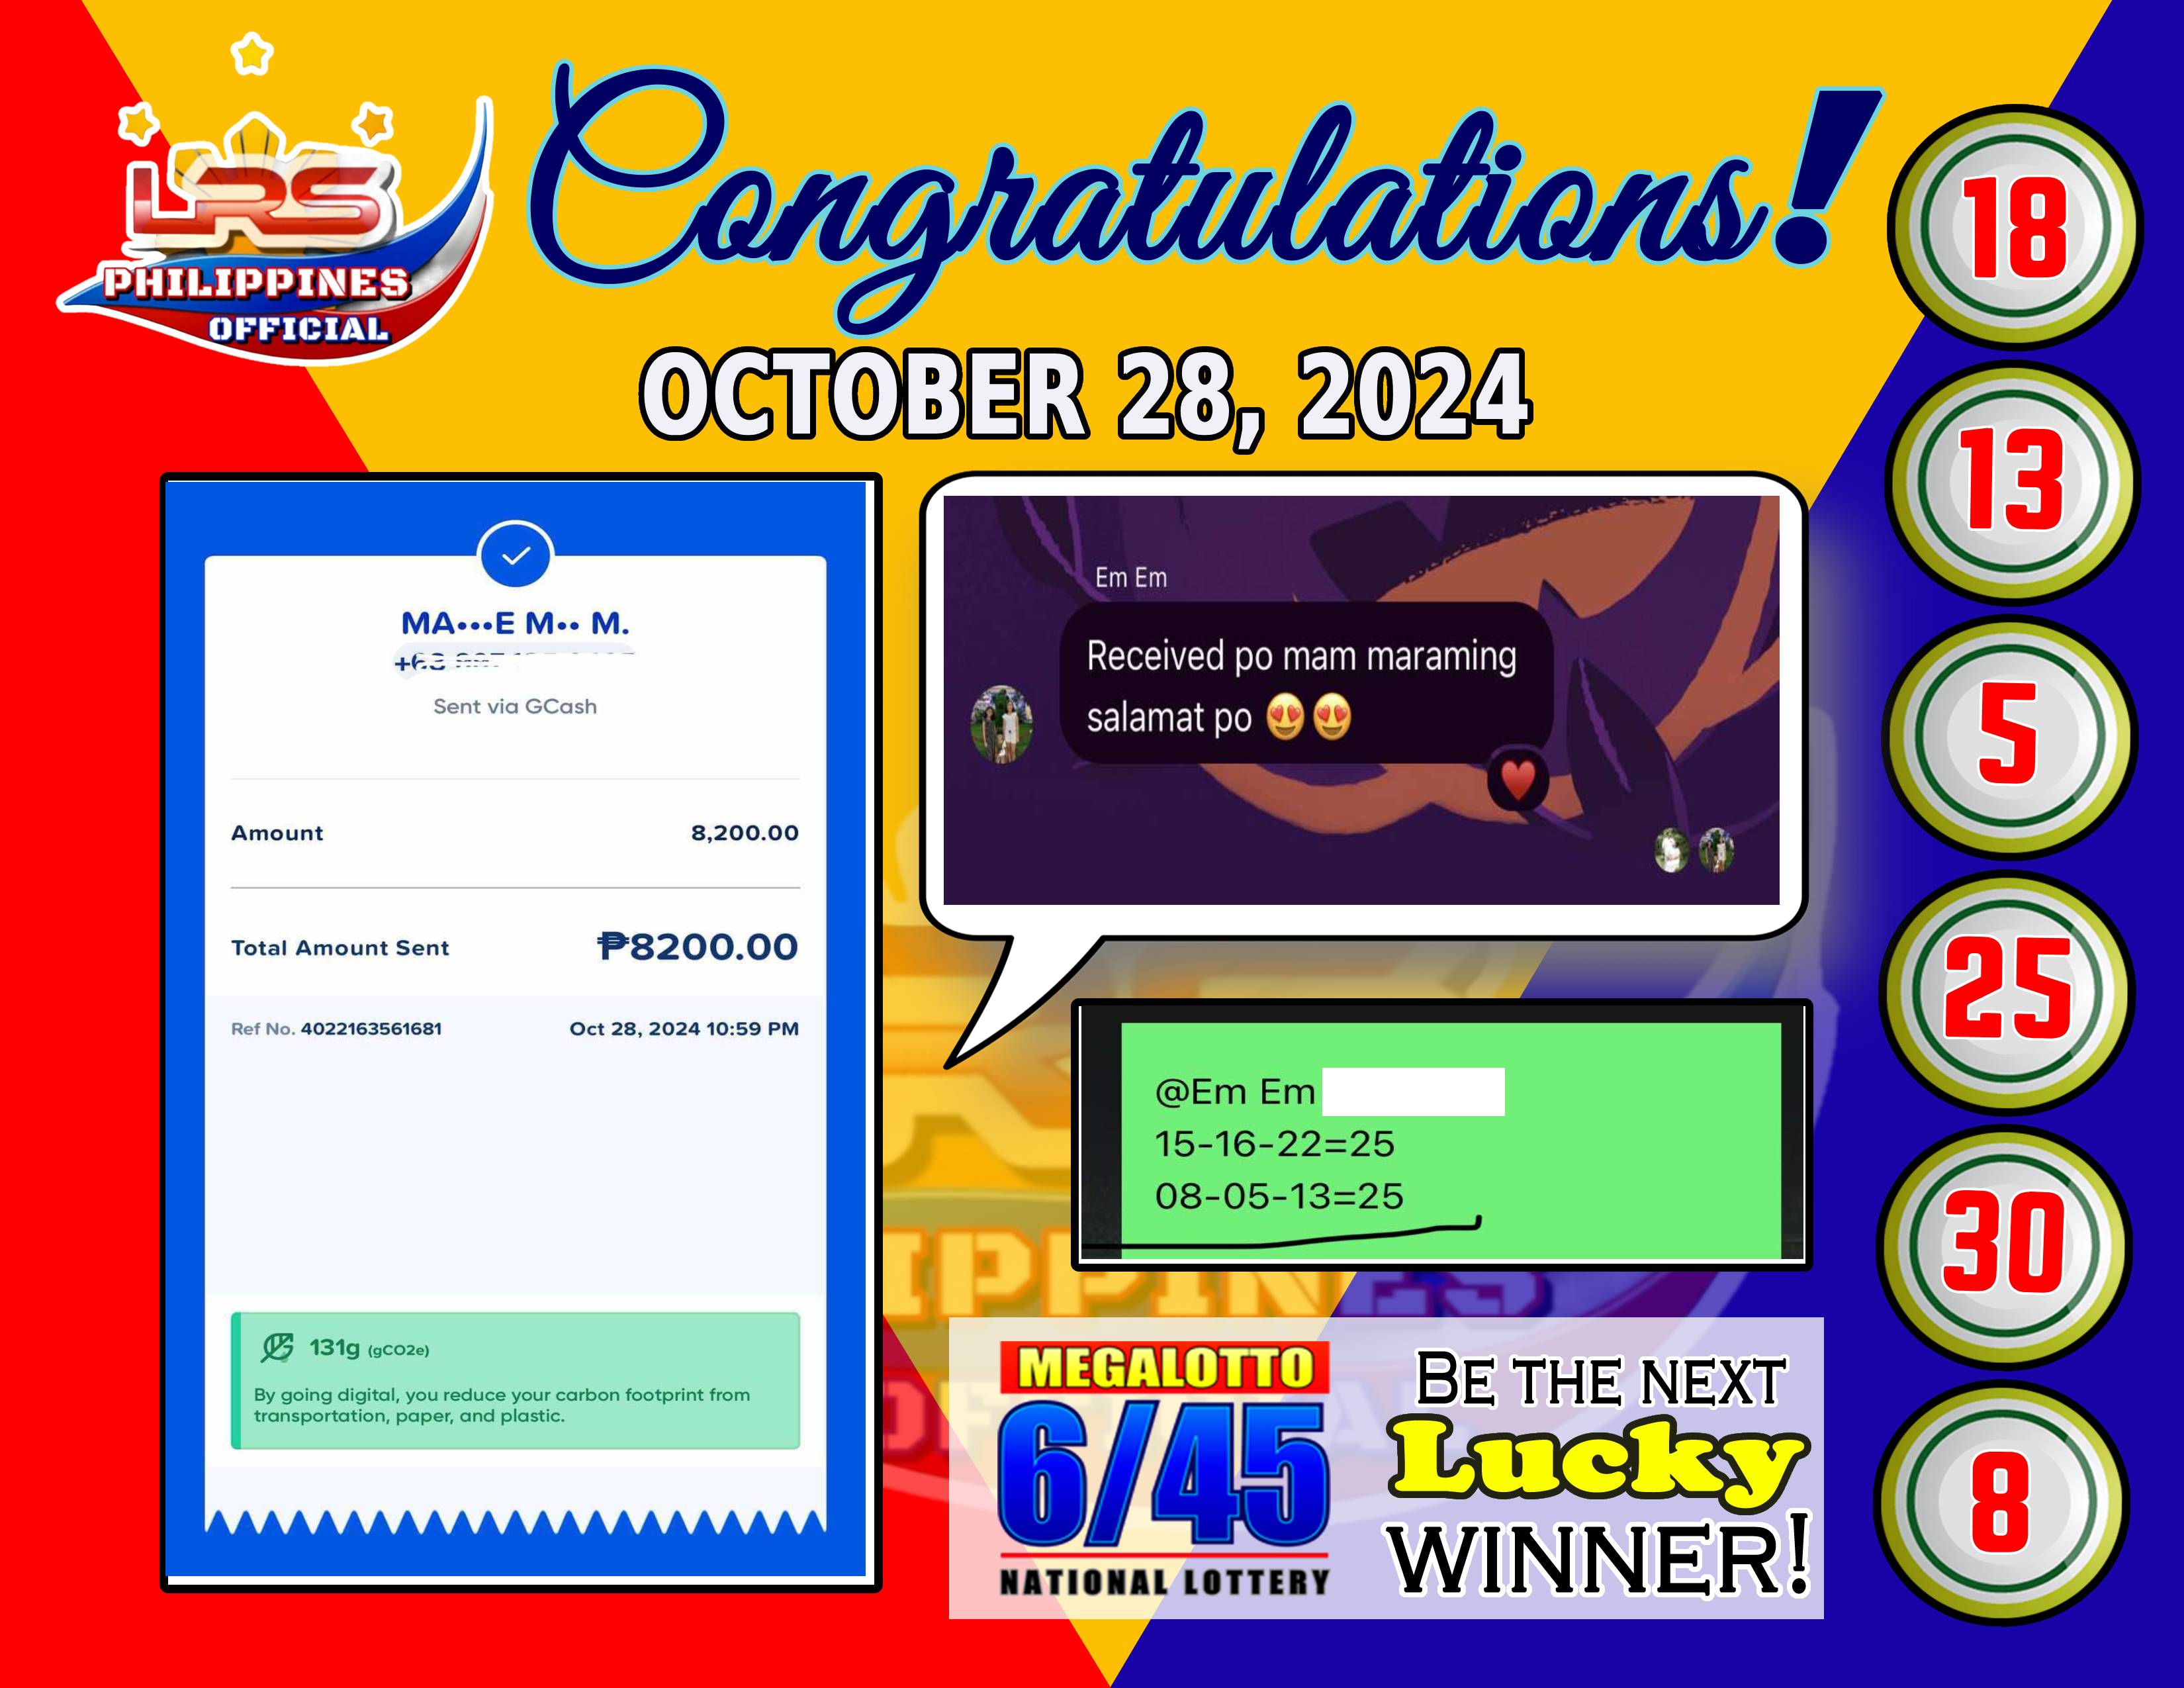 LRS
PHILIPPINES
OFFICIAL
Congratulations!
OCTOBER 28, 2024
MA•••E M•• M.
Sent via GCash
Amount 8,200.00
Total Amount Sent ₱8200.00
Ref No. 4022163561681 Oct 28, 2024 10:59 PM
131g (gCO2e)
By going digital, you reduce your carbon footprint from
transportation, paper, and plastic.
Em Em
Received po mam maraming
salamat po 😍😍
@Em Em
15-16-22=25
08-05-13=25
MEGALOTTO
6/45
NATIONAL LOTTERY
BE THE NEXT
Lucky
WINNER!
18
13
5
25
30
8